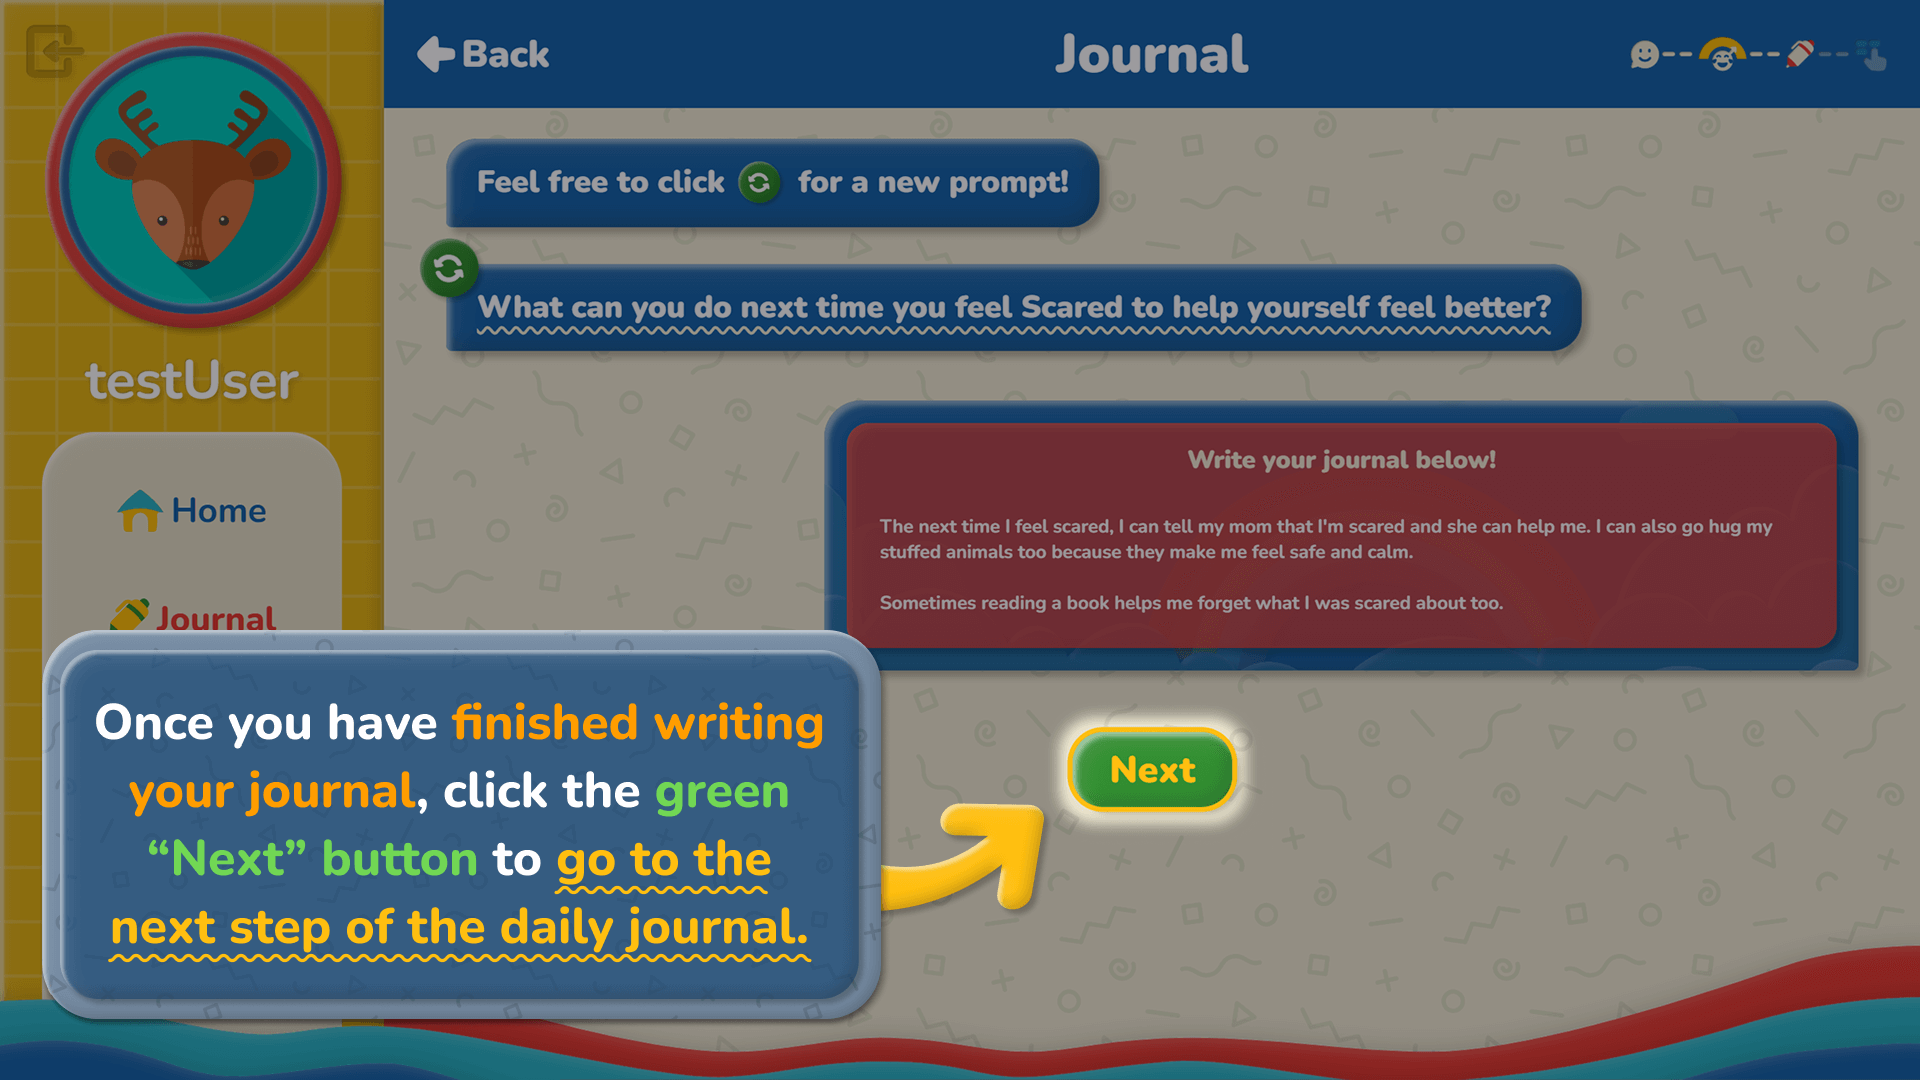 Back
Journal
Feel free to click for a new prompt!
What can you do next time you feel Scared to help yourself feel better?
testUser
Home
Journal
Write your journal below!
The next time I feel scared, I can tell my mom that I'm scared and she can help me. I can also go hug my
stuffed animals too because they make me feel safe and calm.
Sometimes reading a book helps me forget what I was scared about too.
Once you have finished writing
your journal, click the green
“Next” button to go to the
next step of the daily journal.
Next